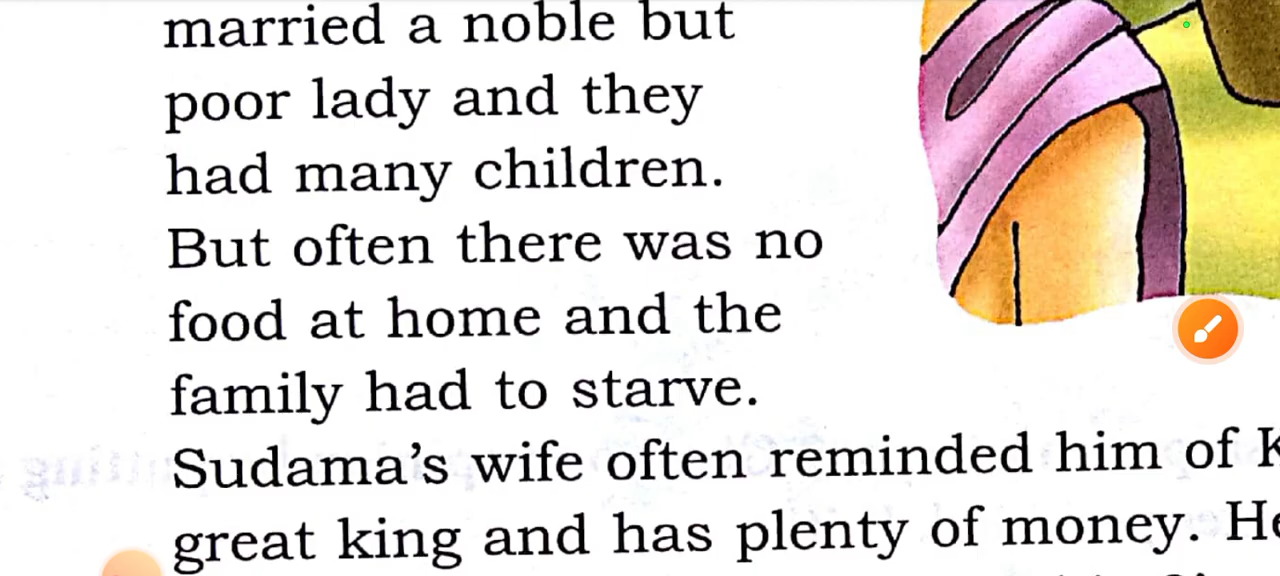 married a noble but
poor lady and they
had many children.
But often there was no
food at home and the
family had to starve.
Sudama’s wife often reminded him of
great king and has plenty of money.